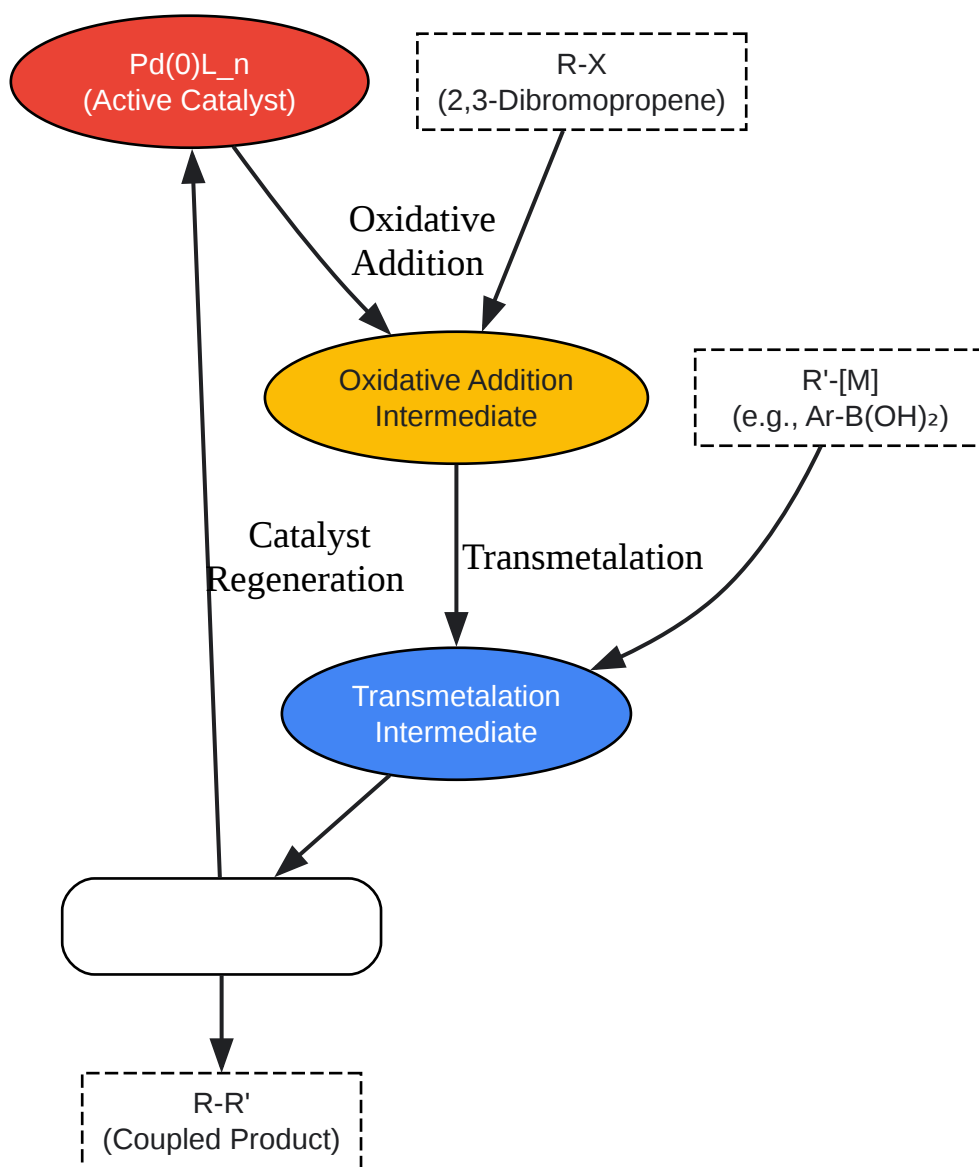 Pd(0)L_n
(Active Catalyst)
R-X
(2,3-Dibromopropene)
Oxidative
Addition
Oxidative Addition
Intermediate
R'-[M]
(e.g., Ar-B(OH)₂)
Catalyst
Regeneration
Transmetalation
Transmetalation
Intermediate
R-R'
(Coupled Product)